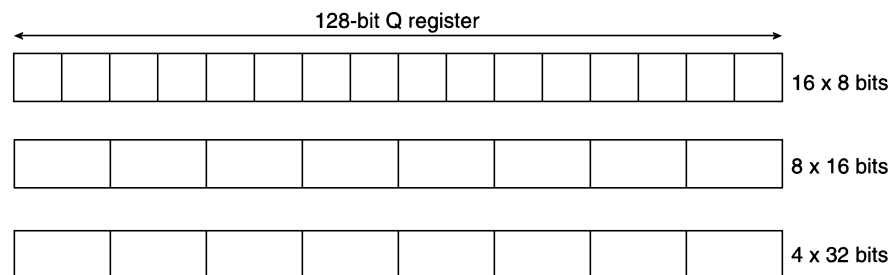 128-bit Q register
16 x 8 bits
8 x 16 bits
4 x 32 bits